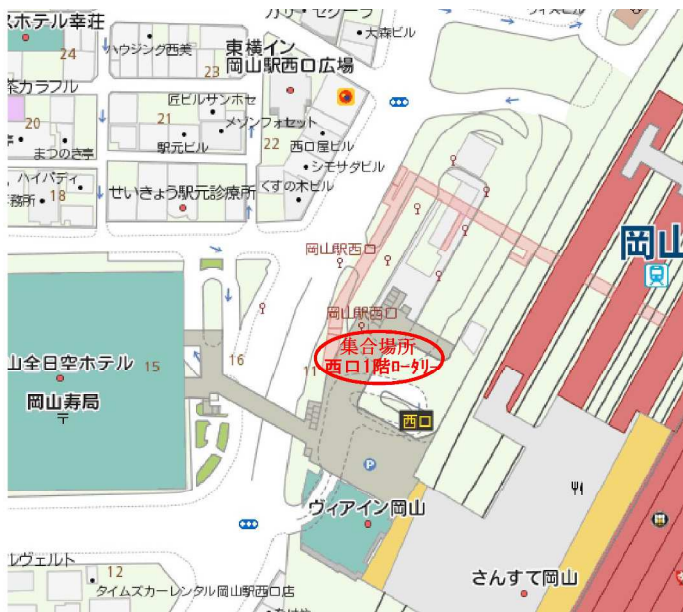 スホテル幸荘
24
ハウジング西美
23
東横イン
岡山駅西口広場
大森ビル
茶カラフル
20
まつのき亭
21
匠ビルサンホセ
メゾンフォセット
駅元ビル
22
西口屋ビル
シモサダビル
ハイパディ
18
せいきょう駅元診療所
くすの木ビル
岡山駅西口
岡山
岡山駅西口
集合場所
西口1階ロータリー
11
山全日空ホテル
15
16
岡山寿局
〒
西口
P
ヴィアイン岡山
ルヴェルト
12
タイムズカーレンタル岡山駅西口店
さんすて岡山